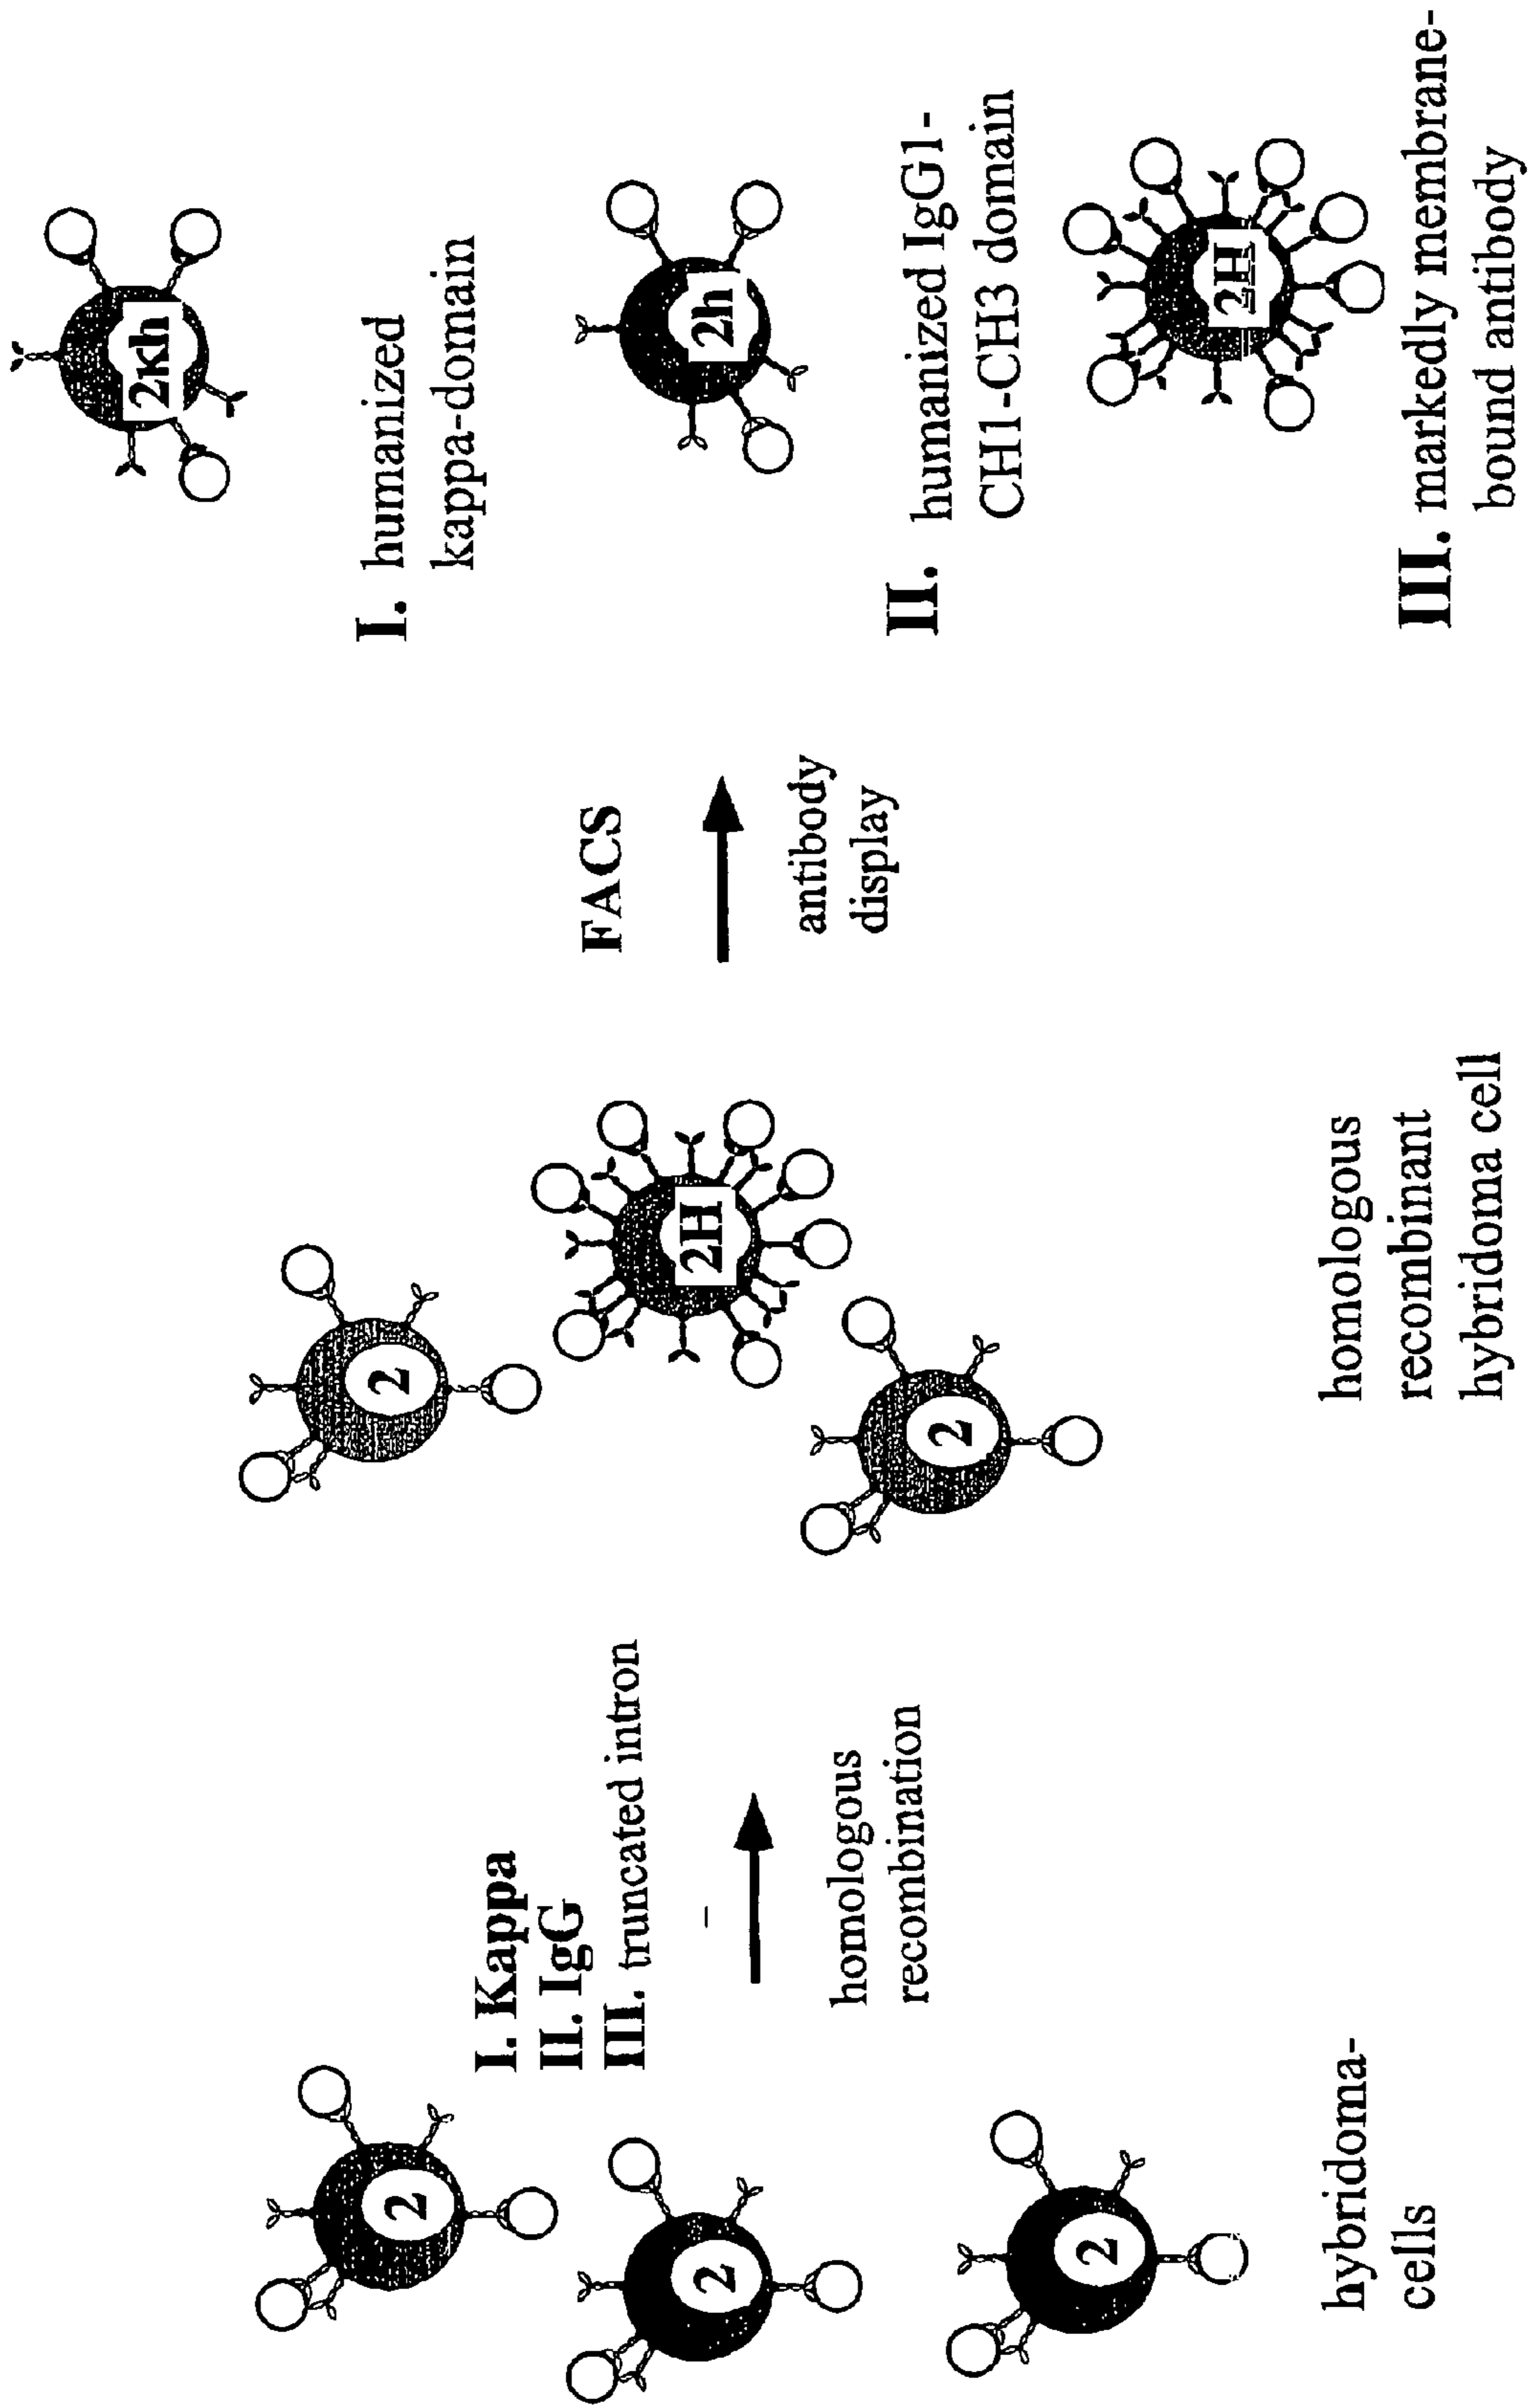 2
2
2
hybridoma-
cells
I. Kappa
II. IgG
III. truncated intron
homologous
recombination
2
2H
2
homologous
recombinant
hybridoma cell
FACS
antibody
display
2κh
I. humanized
kappa-domain
2h
II. humanized IgG1-
CH1-CH3 domain
2H
III. markedly membrane-
bound antibody